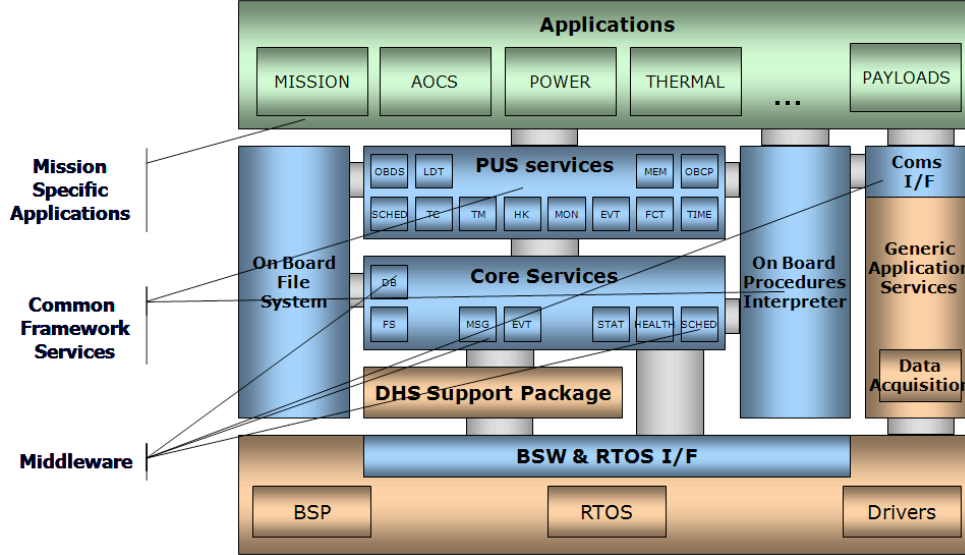 Applications
MISSION
AOCS
POWER
THERMAL
...
PAYLOADS
Mission
Specific
Applications
Common
Framework
Services
Middleware
On Board
File
System
PUS services
OBDS
LDT
MEM
OBCP
SCHED
TC
TM
HK
MON
EVT
FCT
TIME
Core Services
DB
FS
MSG
EVT
STAT
HEALTH
SCHED
DHS Support Package
On Board
Procedures
Interpreter
Coms
I/F
Generic
Application
Services
Data
Acquisition
BSW & RTOS I/F
BSP
RTOS
Drivers